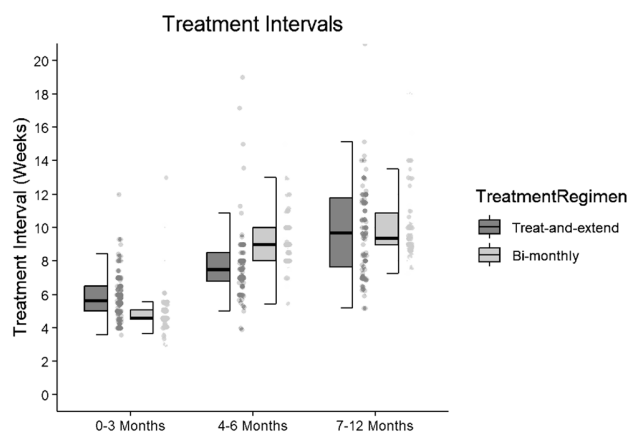 Treatment Intervals
Treatment Interval (Weeks)
20
18
16
14
12
10
8
6
4
2
0
0-3 Months
4-6 Months
7-12 Months
TreatmentRegimen
Treat-and-extend
Bi-monthly